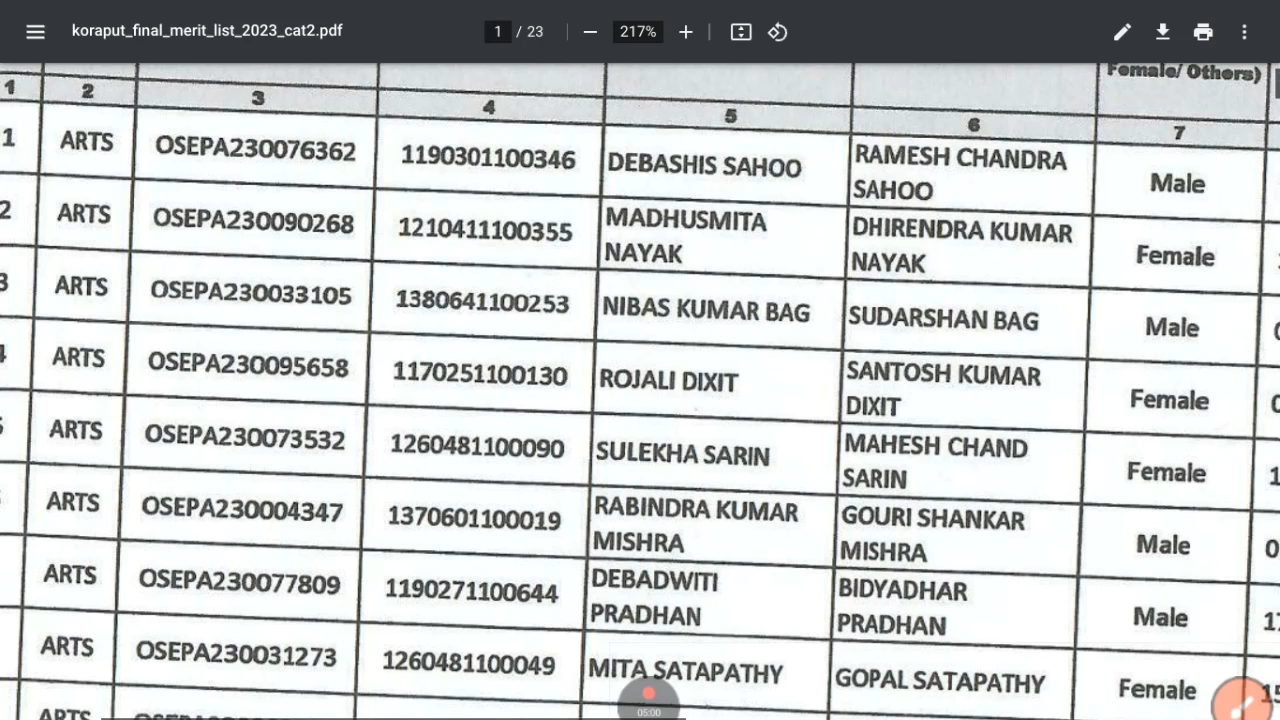 koraput_final_merit_list_2023_cat2.pdf
1 / 23
217%
Female/ Others)
1 2 3 4 5 6 7
1 ARTS OSEPA230076362 1190301100346 DEBASHIS SAHOO RAMESH CHANDRA
SAHOO Male
2 ARTS OSEPA230090268 1210411100355 MADHUSMITA
NAYAK DHIRENDRA KUMAR
NAYAK Female
3 ARTS OSEPA230033105 1380641100253 NIBAS KUMAR BAG SUDARSHAN BAG Male
4 ARTS OSEPA230095658 1170251100130 ROJALI DIXIT SANTOSH KUMAR
DIXIT Female
ARTS OSEPA230073532 1260481100090 SULEKHA SARIN MAHESH CHAND
SARIN Female
ARTS OSEPA230004347 1370601100019 RABINDRA KUMAR
MISHRA GOURI SHANKAR
MISHRA Male
ARTS OSEPA230077809 1190271100644 DEBADWITI
PRADHAN BIDYADHAR
PRADHAN Male
ARTS OSEPA230031273 1260481100049 MITA SATAPATHY GOPAL SATAPATHY Female
ARTS
05:00